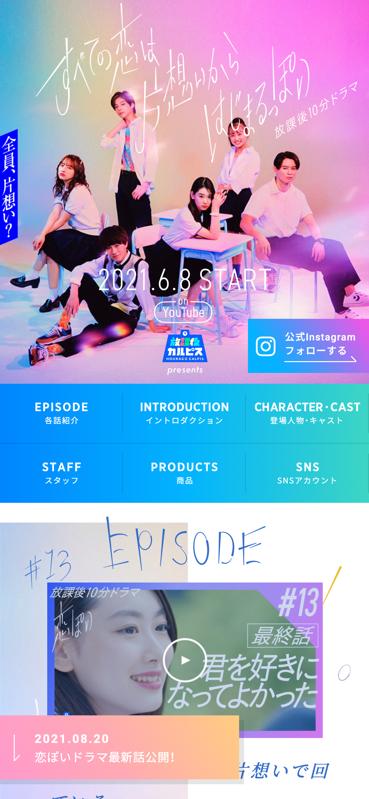 すべての恋は
片想いから
はじまるっぽい
放課後10分ドラマ
全員、片想い?
2021.6.8 START
on
YouTube
放課後
カルピス
HOUKAGO CALPIS
presents
公式Instagram
フォローする
EPISODE
各話紹介
INTRODUCTION
イントロダクション
CHARACTER・CAST
登場人物・キャスト
STAFF
スタッフ
PRODUCTS
商品
SNS
SNSアカウント
#13 EPISODE
放課後10分ドラマ
恋ぽい
#13
最終話
君を好きに
なってよかった
2021.08.20
恋ぽいドラマ最新話公開!
片想いで回